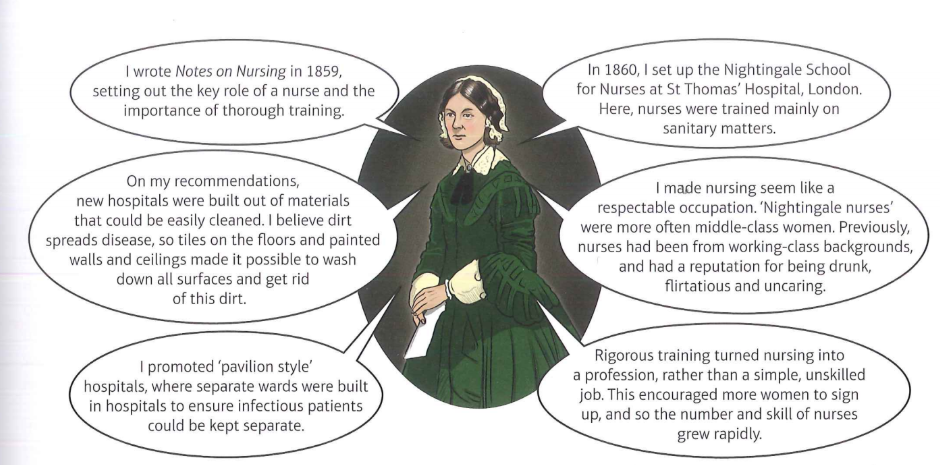 I wrote Notes on Nursing in 1859,
setting out the key role of a nurse and the
importance of thorough training.
In 1860, I set up the Nightingale School
for Nurses at St Thomas' Hospital, London.
Here, nurses were trained mainly on
sanitary matters.
On my recommendations,
new hospitals were built out of materials
that could be easily cleaned. I believe dirt
spreads disease, so tiles on the floors and painted
walls and ceilings made it possible to wash
down all surfaces and get rid
of this dirt.
I made nursing seem like a
respectable occupation. 'Nightingale nurses'
were more often middle-class women. Previously,
nurses had been from working-class backgrounds,
and had a reputation for being drunk,
flirtatious and uncaring.
I promoted 'pavilion style'
hospitals, where separate wards were built
in hospitals to ensure infectious patients
could be kept separate.
Rigorous training turned nursing into
a profession, rather than a simple, unskilled
job. This encouraged more women to sign
up, and so the number and skill of nurses
grew rapidly.